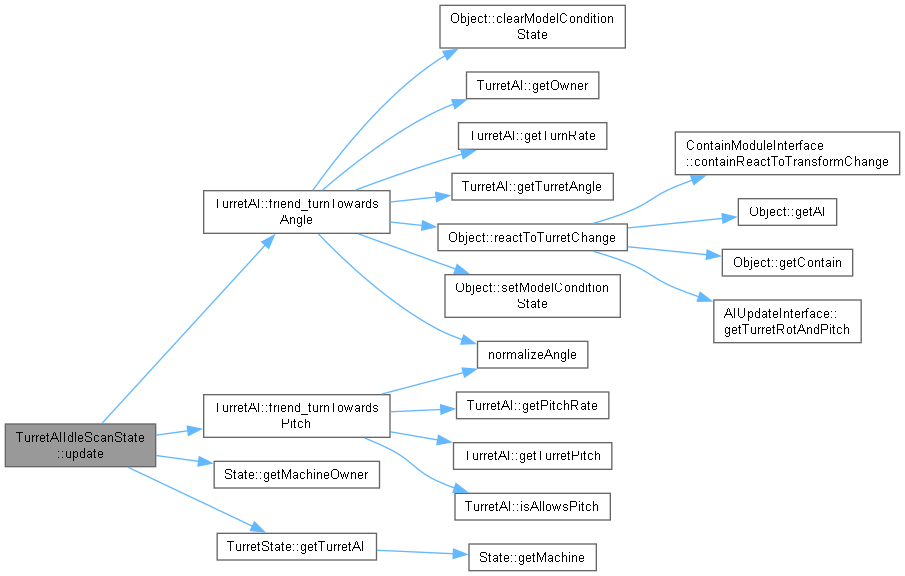 Object::clearModelCondition
State
TurretAI::getOwner
TurretAI::getTurnRate
ContainModuleInterface
::containReactToTransformChange
TurretAI::getTurretAngle
TurretAI::friend_turnTowards
Angle
Object::getAI
Object::reactToTurretChange
Object::getContain
Object::setModelCondition
State
AIUpdateInterface::
getTurretRotAndPitch
normalizeAngle
TurretAI::friend_turnTowards
Pitch
TurretAI::getPitchRate
TurretAIIdleScanState
::update
TurretAI::getTurretPitch
State::getMachineOwner
TurretAI::isAllowsPitch
TurretState::getTurretAI
State::getMachine